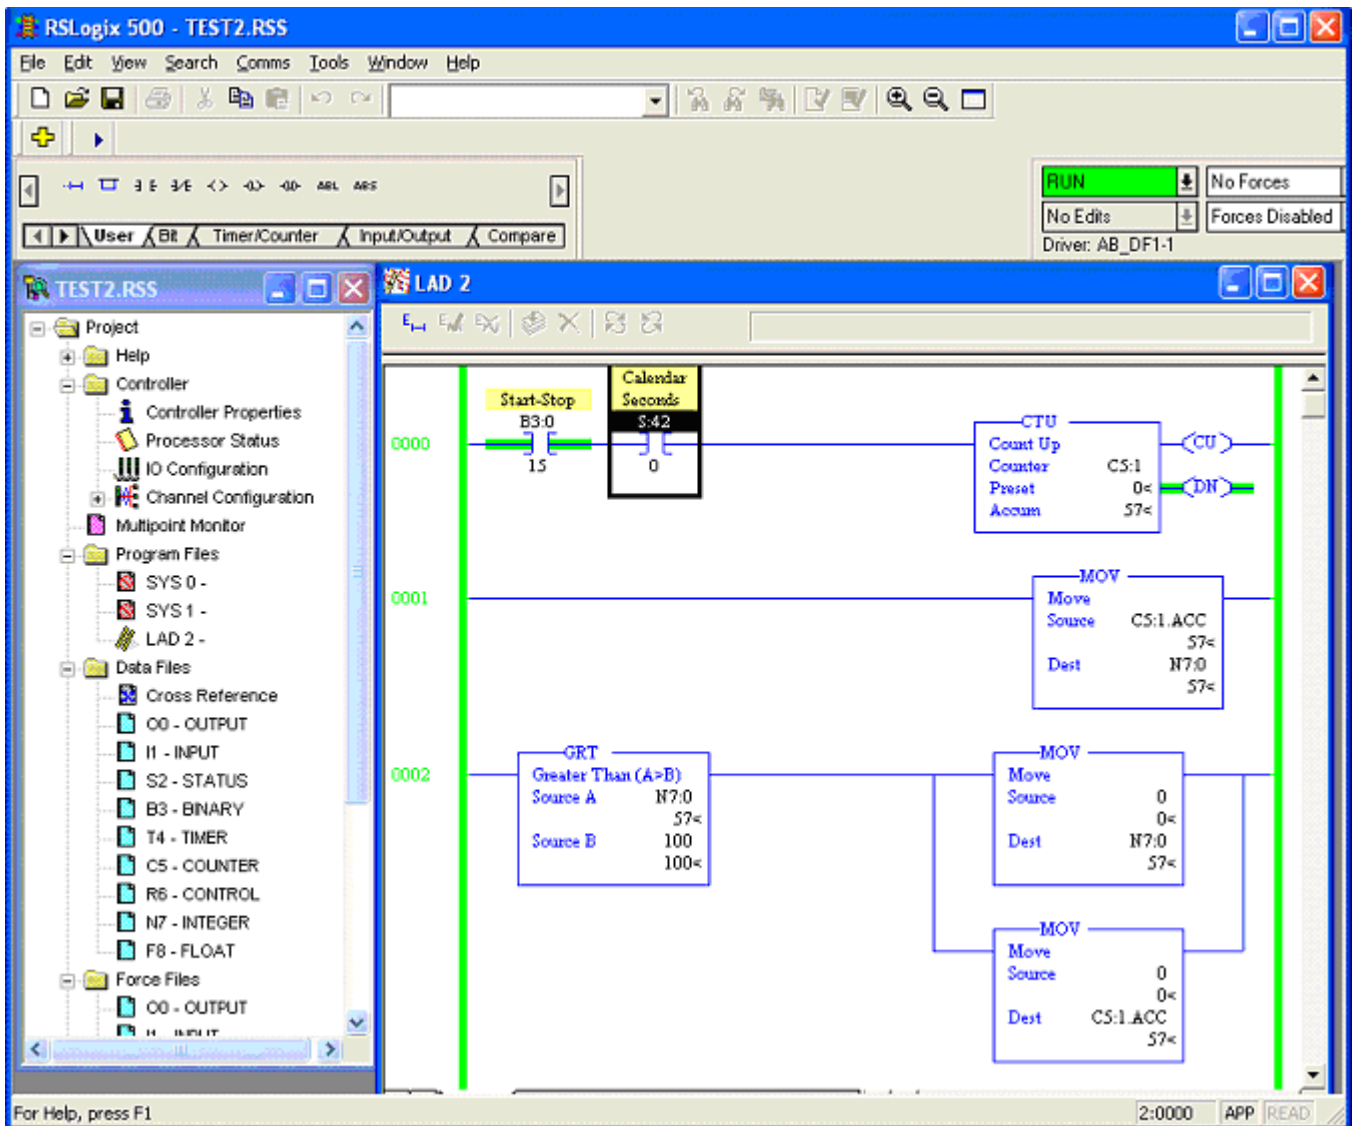 RSLogix 500 - TEST2.RSS
File Edit View Search Comms Tools Window Help
RUN
No Forces
No Edits
Forces Disabled
Driver: AB_DF1-1
ABL ABS
User Bit Timer/Counter Input/Output Compare
TEST2.RSS
Project
Help
Controller
Controller Properties
Processor Status
IO Configuration
Channel Configuration
Multipoint Monitor
Program Files
SYS 0 -
SYS 1 -
LAD 2 -
Data Files
Cross Reference
O0 - OUTPUT
I1 - INPUT
S2 - STATUS
B3 - BINARY
T4 - TIMER
C5 - COUNTER
R6 - CONTROL
N7 - INTEGER
F8 - FLOAT
Force Files
O0 - OUTPUT
I1 - INPUT
LAD 2
0000
Start-Stop
B3:0
15
Calendar
Seconds
S:42
0
CTU
Count Up
Counter C5:1
Preset 0<
Accum 57<
CU
DN
0001
MOV
Move
Source C5:1.ACC
57<
Dest N7:0
57<
0002
GRT
Greater Than (A>B)
Source A N7:0
57<
Source B 100
100<
MOV
Move
Source 0
0<
Dest N7:0
57<
MOV
Move
Source 0
0<
Dest C5:1.ACC
57<
For Help, press F1
2:0000 APP READ